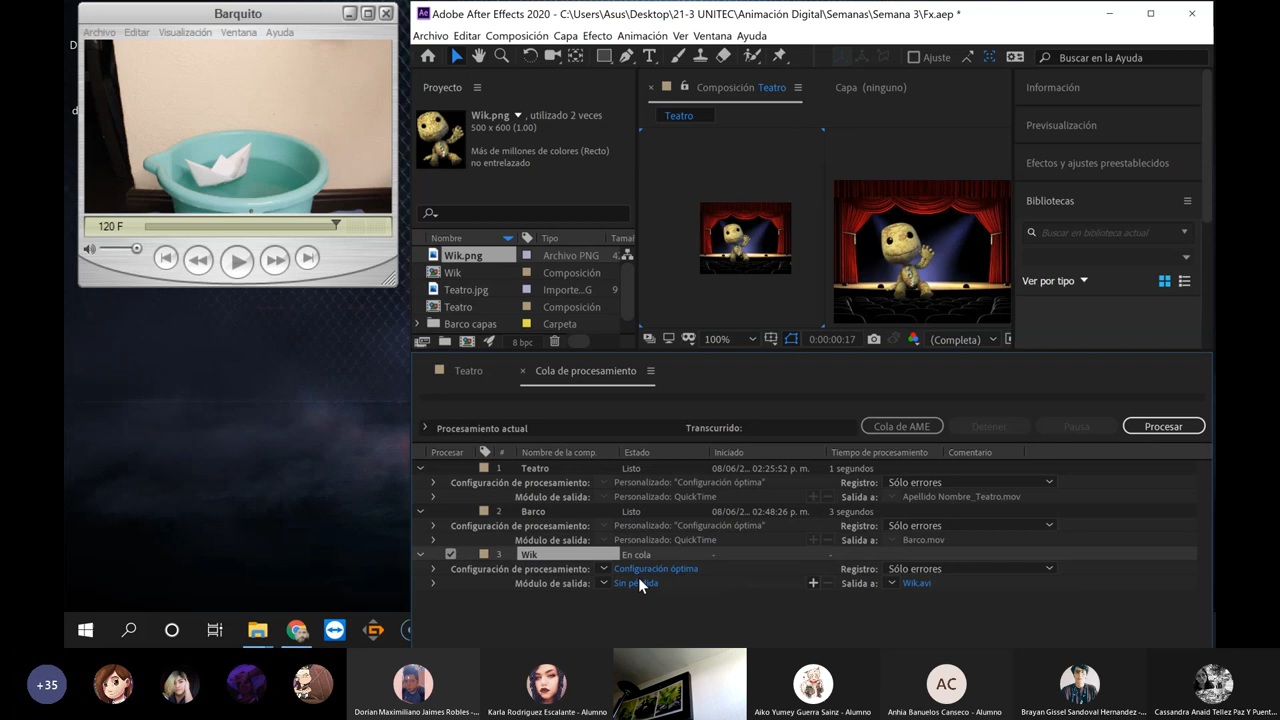 Barquito
Archivo Editar Visualización Ventana Ayuda
120 F
Adobe After Effects 2020 - C:\Users\Asus\Desktop\21-3 UNITEC\Animación Digital\Semanas\Semana 3\Fx.aep *
Archivo Editar Composición Capa Efecto Animación Ver Ventana Ayuda
Ajuste
Buscar en la Ayuda
Proyecto
Wik.png , utilizado 2 veces
500 x 600 (1.00)
Más de millones de colores (Recto)
no entrelazado
Nombre Tipo Tamañ
Wik.png Archivo PNG 4.
Wik Composición
Teatro.jpg Importe...G 9
Teatro Composición
Barco capas Carpeta
8 bpc
Composición Teatro
Capa (ninguno)
Teatro
100%
0:00:00:17
(Completa)
Información
Previsualización
Efectos y ajustes preestablecidos
Bibliotecas
Buscar en biblioteca actual
Ver por tipo
Teatro
Cola de procesamiento
Procesamiento actual Transcurrido: Cola de AME Detener Pausa Procesar
Procesar # Nombre de la comp. Estado Iniciado Tiempo de procesamiento Comentario
1 Teatro Listo 08/06/2... 02:25:52 p. m. 1 segundos
Configuración de procesamiento: Personalizado: "Configuración óptima" Registro: Sólo errores
Módulo de salida: Personalizado: QuickTime Salida a: Apellido Nombre_Teatro.mov
2 Barco Listo 08/06/2... 02:48:26 p. m. 3 segundos
Configuración de procesamiento: Personalizado: "Configuración óptima" Registro: Sólo errores
Módulo de salida: Personalizado: QuickTime Salida a: Barco.mov
3 Wik En cola - -
Configuración de procesamiento: Configuración óptima Registro: Sólo errores
Módulo de salida: Sin pérdida Salida a: Wik.avi
+35
AC
Dorian Maximiliano Jaimes Robles -...
Karla Rodriguez Escalante - Alumno
Aiko Yumey Guerra Sainz - Alumno
Anhia Banuelos Canseco - Alumno
Brayan Gissel Sandoval Hernandez -...
Cassandra Anaid Tellez Paz Y Puent...